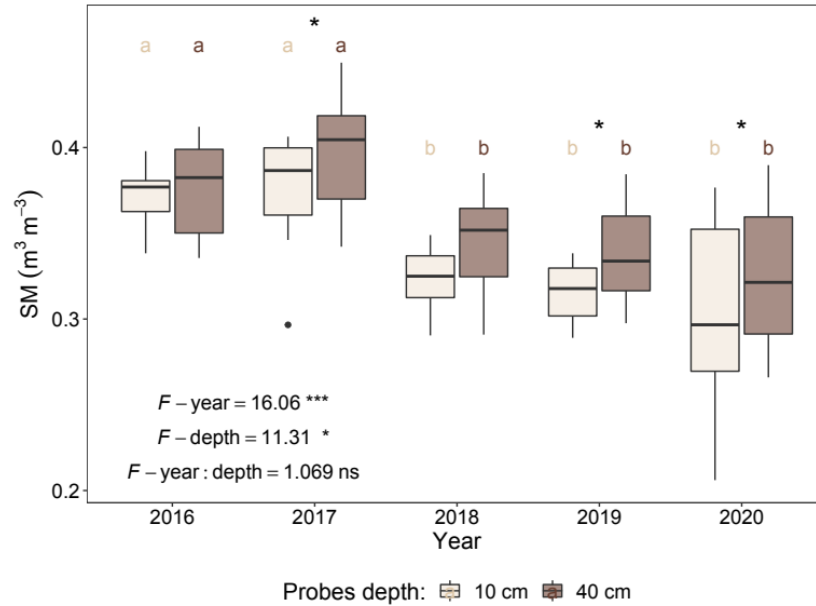 *
a a a a
* *
b b b b b b
0.4
0.3
0.2
SM (m³ m⁻³)
F – year = 16.06 ***
F – depth = 11.31 *
F – year : depth = 1.069 ns
2016 2017 2018 2019 2020
Year
Probes depth: a 10 cm a 40 cm